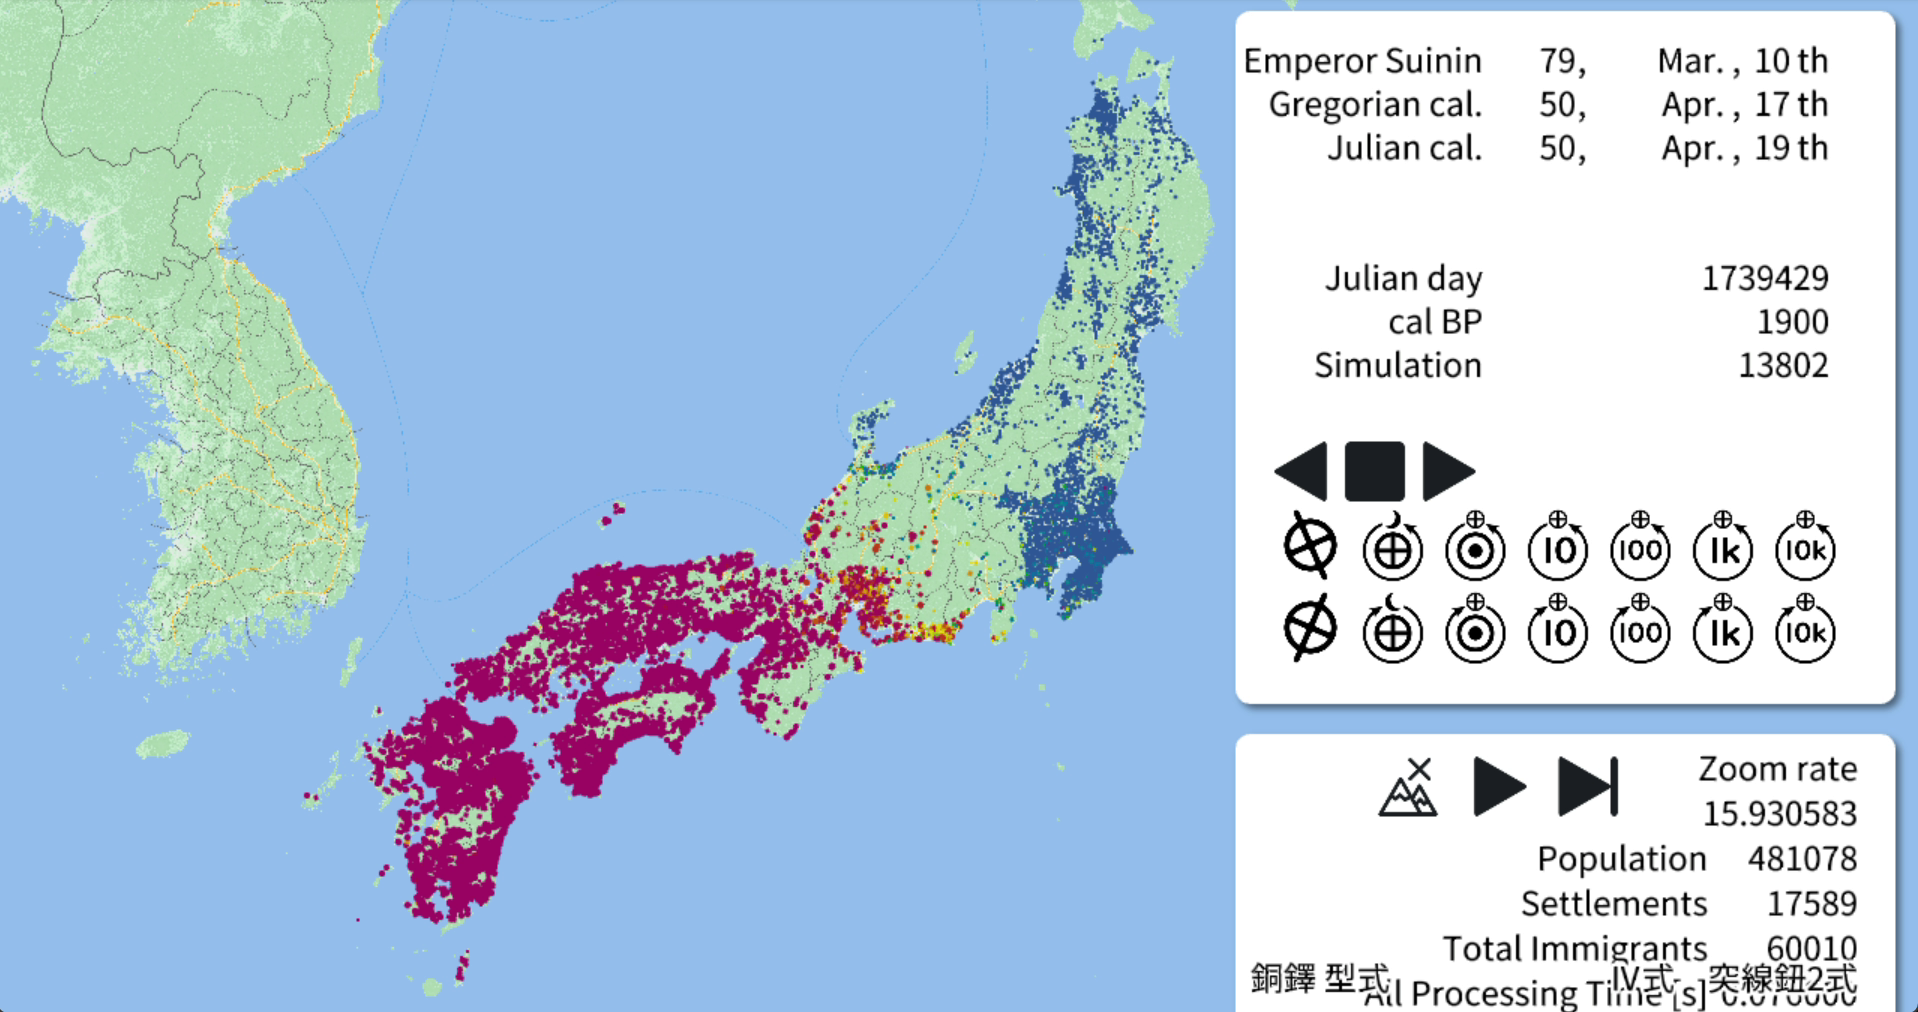 Emperor Suinin 79, Mar. , 10 th
Gregorian cal. 50, Apr. , 17 th
Julian cal. 50, Apr. , 19 th
Julian day 1739429
cal BP 1900
Simulation 13802
10 100 1k 10k
10 100 1k 10k
Zoom rate
15.930583
Population 481078
Settlements 17589
Total Immigrants 60010
銅鐸 型式 Ⅳ式 突線鈕2式
All Processing Time [s]